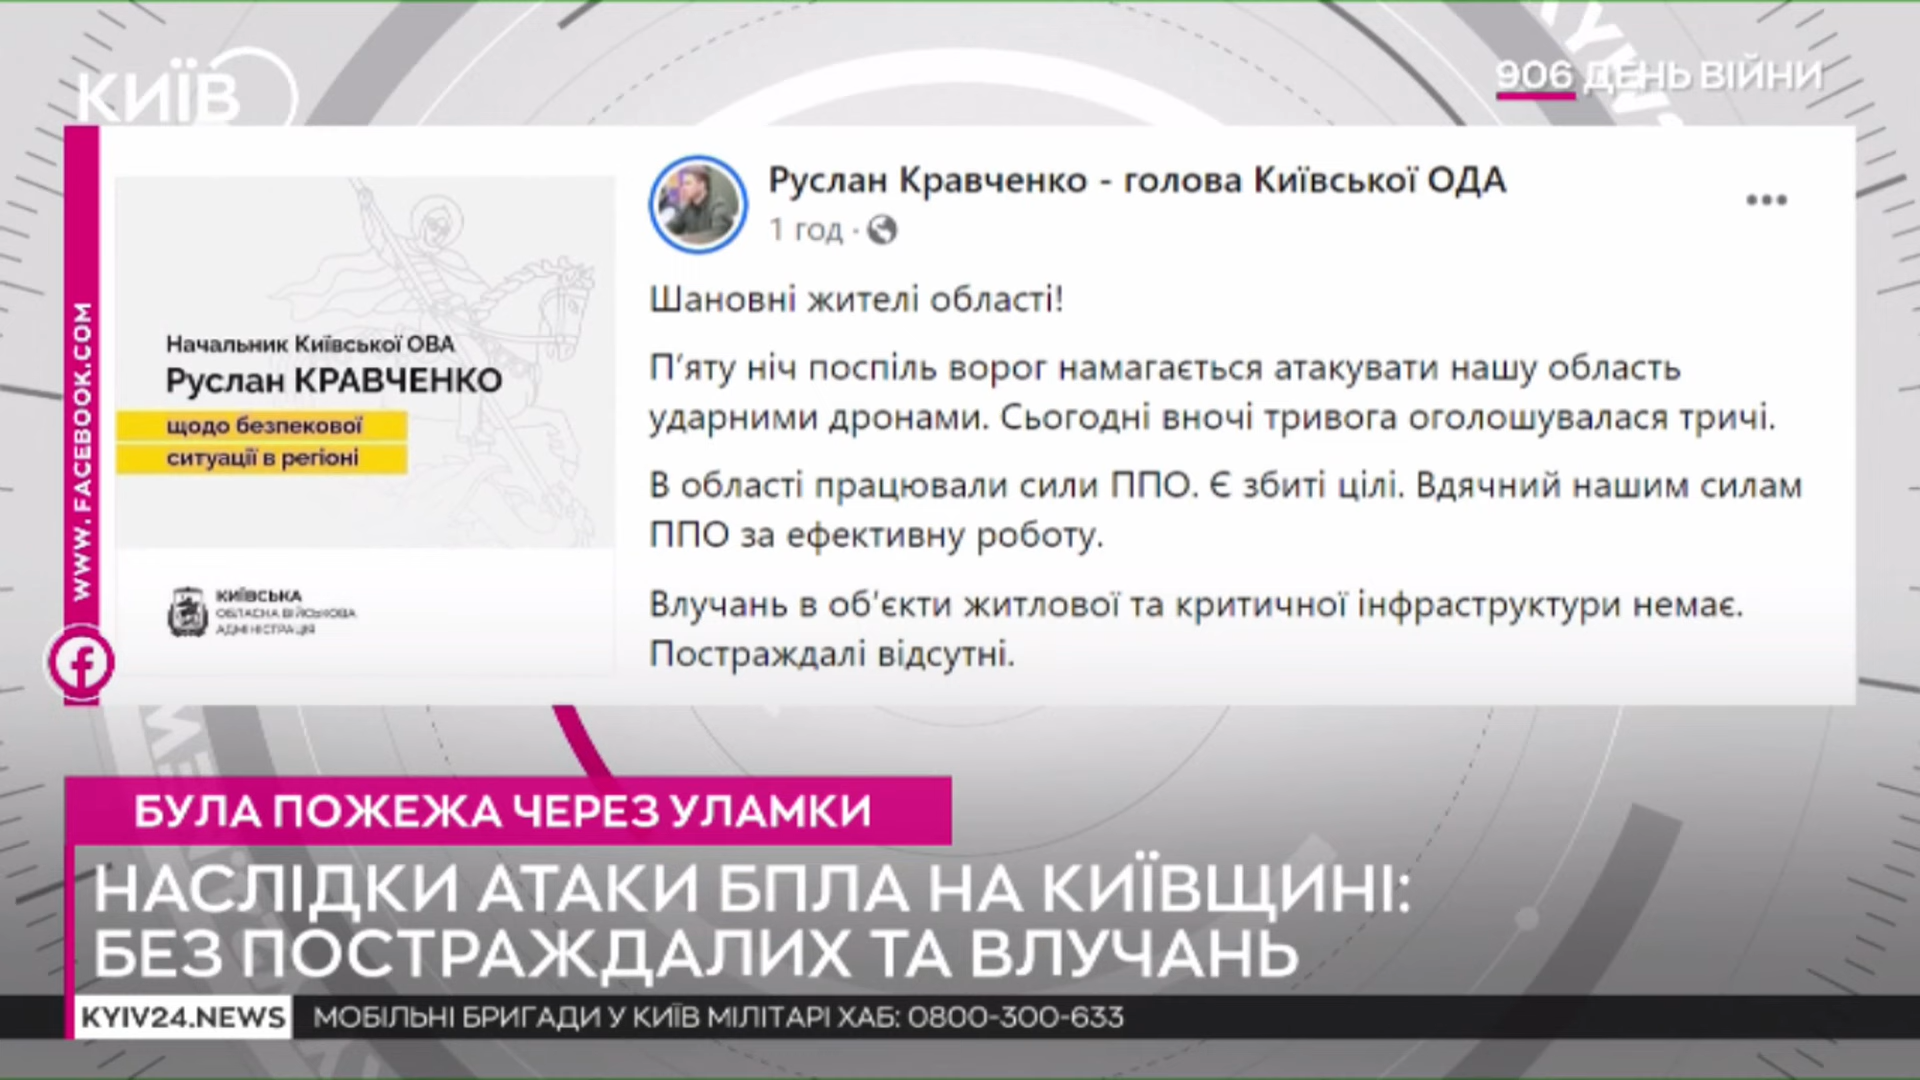 КИЇВ
906 ДЕНЬ ВІЙНИ
WWW.FACEBOOK.COM
Начальник Київської ОВА
Руслан КРАВЧЕНКО
щодо безпекової
ситуації в регіоні
КИЇВСЬКА
ОБЛАСНА ВІЙСЬКОВА
АДМІНІСТРАЦІЯ
Руслан Кравченко - голова Київської ОДА
1 год ·
Шановні жителі області!
П’яту ніч поспіль ворог намагається атакувати нашу область
ударними дронами. Сьогодні вночі тривога оголошувалася тричі.
В області працювали сили ППО. Є збиті цілі. Вдячний нашим силам
ППО за ефективну роботу.
Влучань в об’єкти житлової та критичної інфраструктури немає.
Постраждалі відсутні.
БУЛА ПОЖЕЖА ЧЕРЕЗ УЛАМКИ
НАСЛІДКИ АТАКИ БПЛА НА КИЇВЩИНІ:
БЕЗ ПОСТРАЖДАЛИХ ТА ВЛУЧАНЬ
KYIV24.NEWS
МОБІЛЬНІ БРИГАДИ У КИЇВ МІЛІТАРІ ХАБ: 0800-300-633